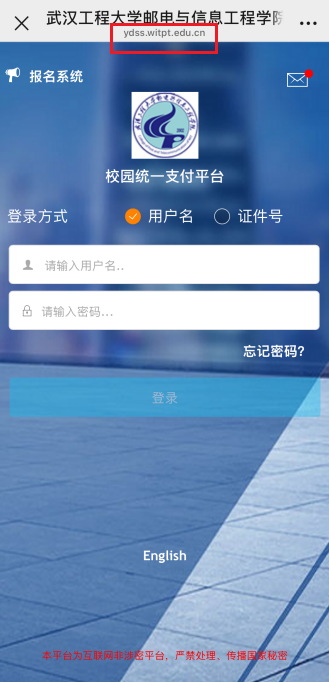 武汉工程大学邮电与信息工程学院
ydss.witpt.edu.cn
报名系统
校园统一支付平台
登录方式 用户名 证件号
请输入用户名..
请输入密码...
忘记密码?
登录
English
本平台为互联网非涉密平台，严禁处理、传播国家秘密